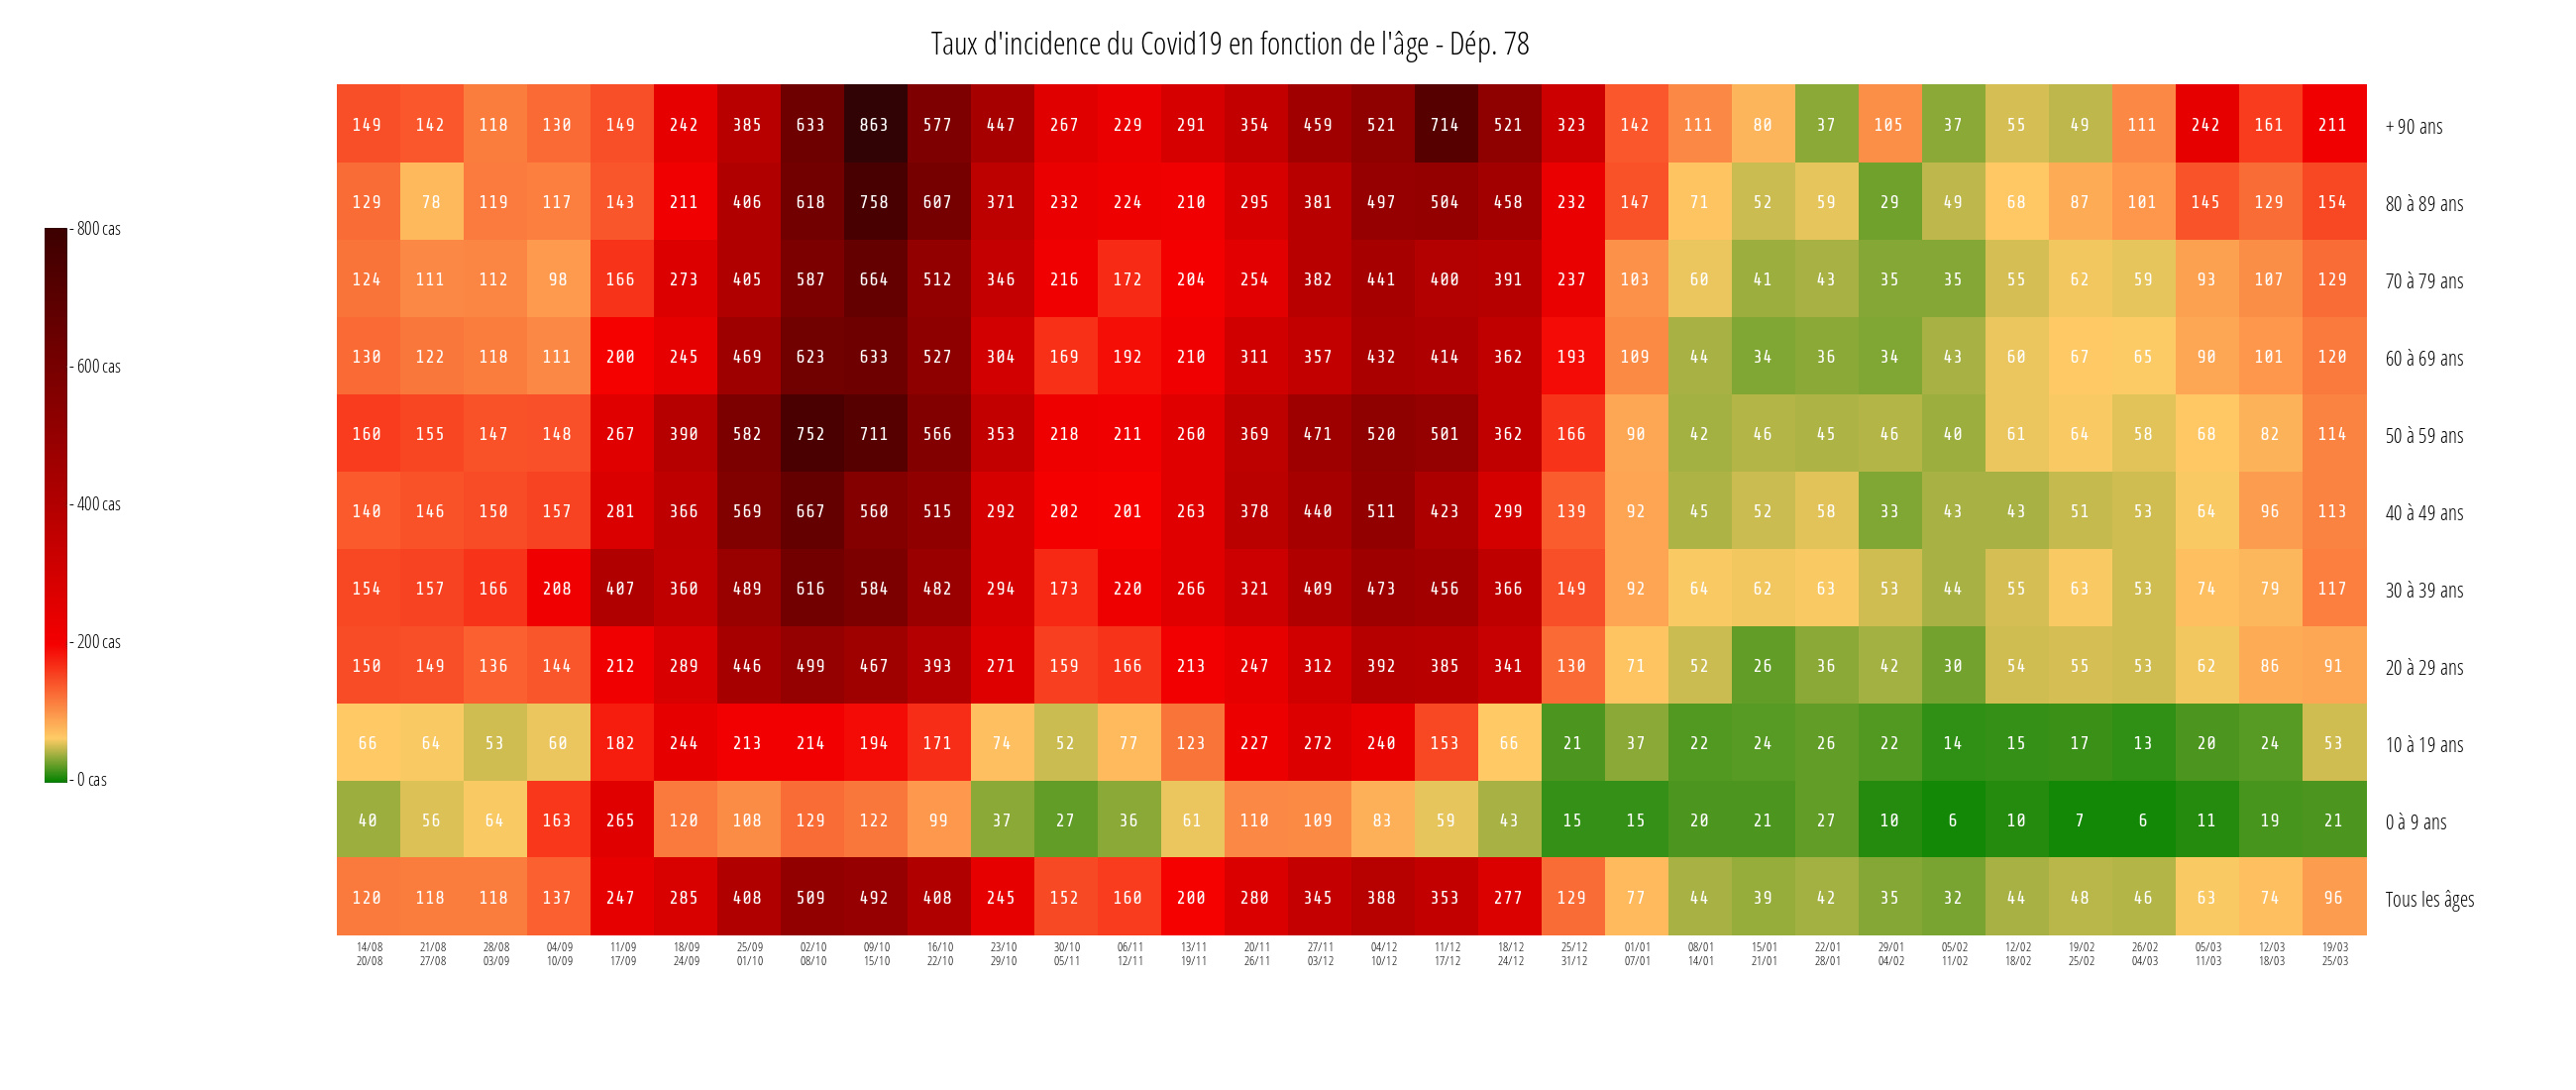 Taux d'incidence du Covid19 en fonction de l'âge - Dép. 78
149 142 118 130 149 242 385 633 863 577 447 267 229 291 354 459 521 714 521 323 142 111 80 37 105 37 55 49 111 242 161 211 + 90 ans
129 78 119 117 143 211 406 618 758 607 371 232 224 210 295 381 497 504 458 232 147 71 52 59 29 49 68 87 101 145 129 154 80 à 89 ans
- 800 cas
124 111 112 98 166 273 405 587 664 512 346 216 172 204 254 382 441 400 391 237 103 60 41 43 35 35 55 62 59 93 107 129 70 à 79 ans
130 122 118 111 200 245 469 623 633 527 304 169 192 210 311 357 432 414 362 193 109 44 34 36 34 43 60 67 65 90 101 120 60 à 69 ans
- 600 cas
160 155 147 148 267 390 582 752 711 566 353 218 211 260 369 471 520 501 362 166 90 42 46 45 46 40 61 64 58 68 82 114 50 à 59 ans
- 400 cas
140 146 150 157 281 366 569 667 560 515 292 202 201 263 378 440 511 423 299 139 92 45 52 58 33 43 43 51 53 64 96 113 40 à 49 ans
154 157 166 208 407 360 489 616 584 482 294 173 220 266 321 409 473 456 366 149 92 64 62 63 53 44 55 63 53 74 79 117 30 à 39 ans
- 200 cas
150 149 136 144 212 289 446 499 467 393 271 159 166 213 247 312 392 385 341 130 71 52 26 36 42 30 54 55 53 62 86 91 20 à 29 ans
66 64 53 60 182 244 213 214 194 171 74 52 77 123 227 272 240 153 66 21 37 22 24 26 22 14 15 17 13 20 24 53 10 à 19 ans
- 0 cas
40 56 64 163 265 120 108 129 122 99 37 27 36 61 110 109 83 59 43 15 15 20 21 27 10 6 10 7 6 11 19 21 0 à 9 ans
120 118 118 137 247 285 408 509 492 408 245 152 160 200 280 345 388 353 277 129 77 44 39 42 35 32 44 48 46 63 74 96 Tous les âges
14/08 21/08 28/08 04/09 11/09 18/09 25/09 02/10 09/10 16/10 23/10 30/10 06/11 13/11 20/11 27/11 04/12 11/12 18/12 25/12 01/01 08/01 15/01 22/01 29/01 05/02 12/02 19/02 26/02 05/03 12/03 19/03
20/08 27/08 03/09 10/09 17/09 24/09 01/10 08/10 15/10 22/10 29/10 05/11 12/11 19/11 26/11 03/12 10/12 17/12 24/12 31/12 07/01 14/01 21/01 28/01 04/02 11/02 18/02 25/02 04/03 11/03 18/03 25/03